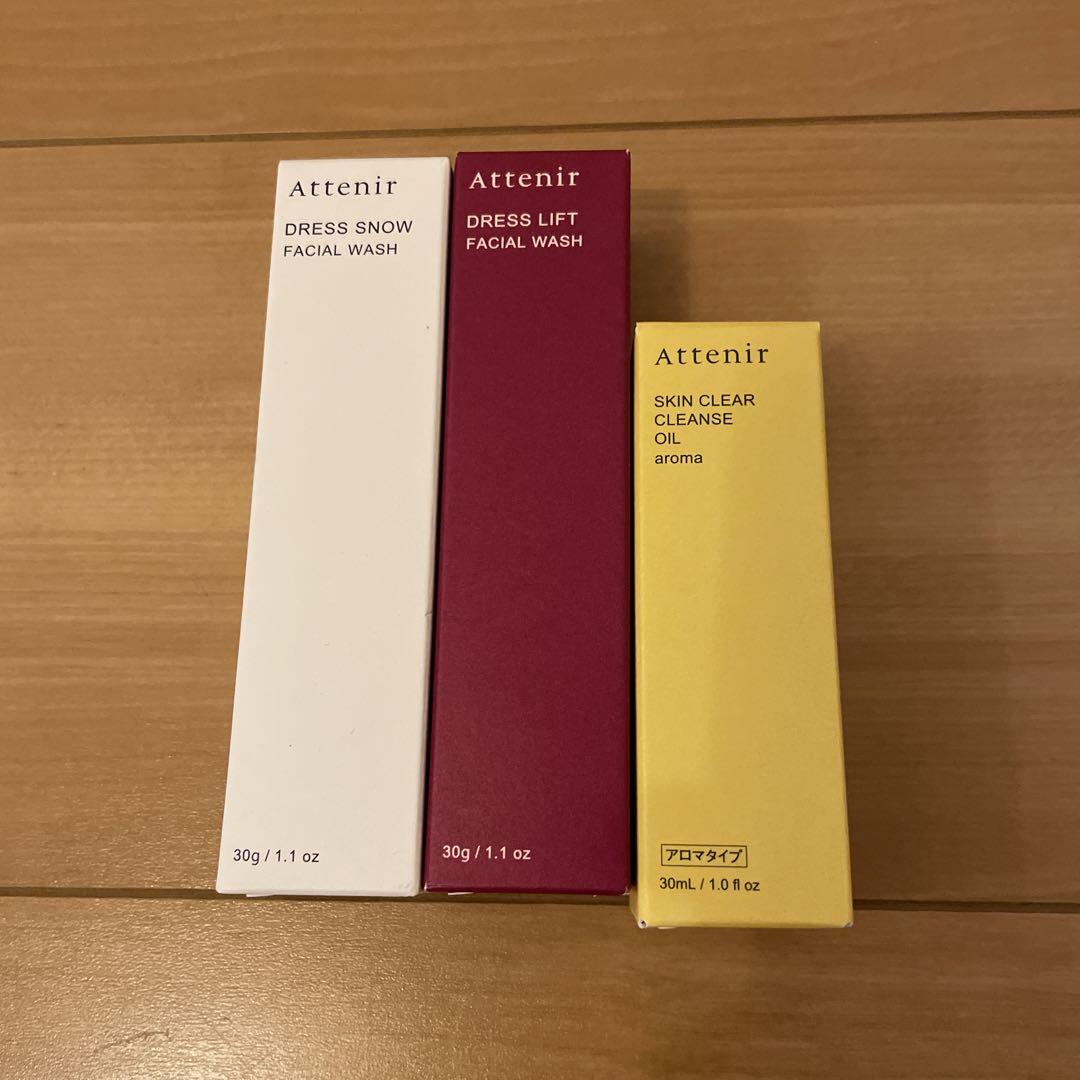 Attenir
DRESS SNOW
FACIAL WASH
30g / 1.1 oz
Attenir
DRESS LIFT
FACIAL WASH
30g / 1.1 oz
Attenir
SKIN CLEAR
CLEANSE
OIL
aroma
アロマタイプ
30mL / 1.0 fl oz